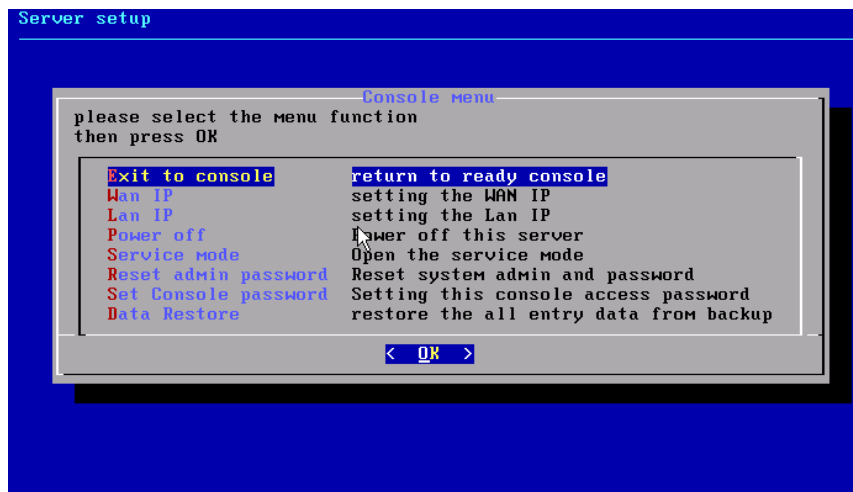 Server setup
Console menu
please select the menu function
then press OK
Exit to console return to ready console
Wan IP setting the WAN IP
Lan IP setting the Lan IP
Power off Power off this server
Service mode Open the service mode
Reset admin password Reset system admin and password
Set Console password Setting this console access password
Data Restore restore the all entry data from backup
< OK >